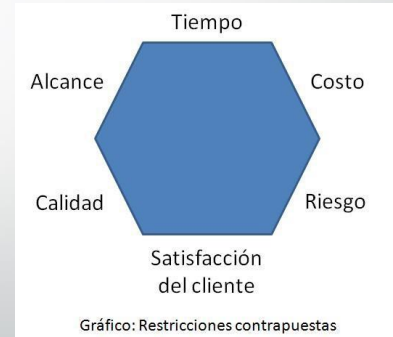 Tiempo
Alcance
Costo
Calidad
Riesgo
Satisfacción
del cliente
Gráfico: Restricciones contrapuestas